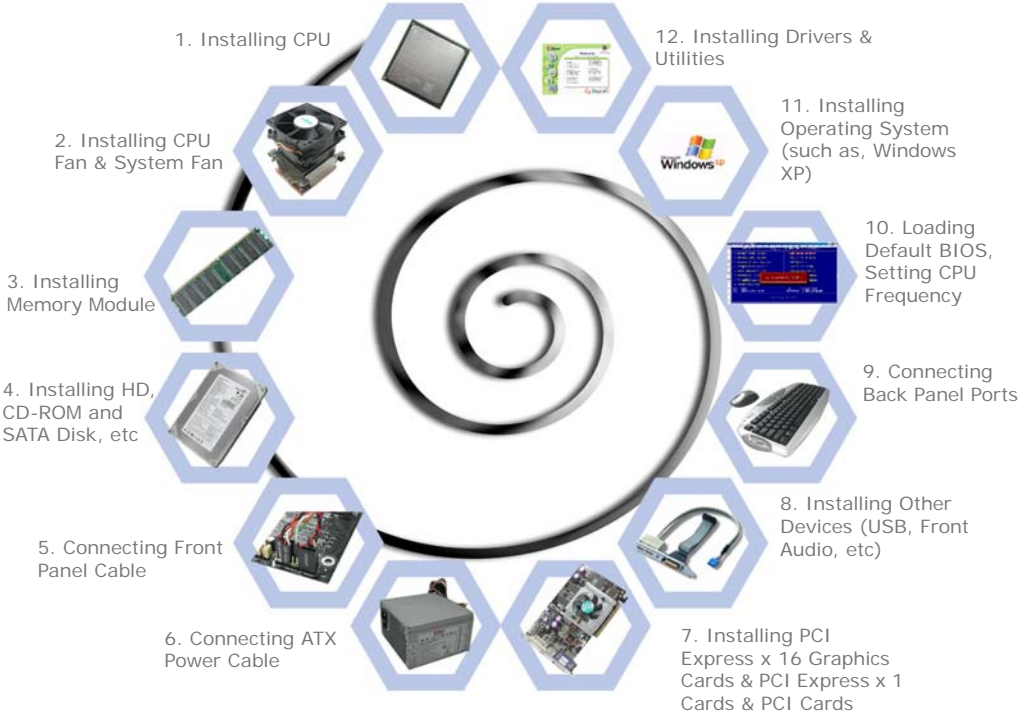 1. Installing CPU
2. Installing CPU
Fan & System Fan
3. Installing
Memory Module
4. Installing HD,
CD-ROM and
SATA Disk, etc
5. Connecting Front
Panel Cable
6. Connecting ATX
Power Cable
7. Installing PCI
Express x 16 Graphics
Cards & PCI Express x 1
Cards & PCI Cards
8. Installing Other
Devices (USB, Front
Audio, etc)
9. Connecting
Back Panel Ports
10. Loading
Default BIOS,
Setting CPU
Frequency
11. Installing
Operating System
(such as, Windows
XP)
Microsoft
Windows xp
12. Installing Drivers &
Utilities